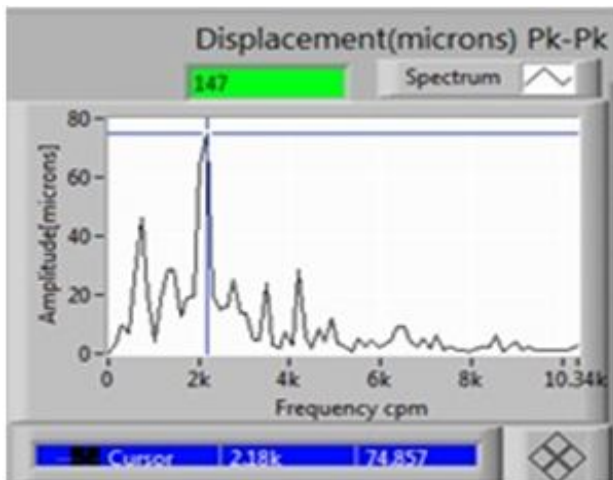 Displacement(microns) Pk-Pk
147
Spectrum
Amplitude[microns]
80
60
40
20
0
0 2k 4k 6k 8k 10.34k
Frequency cpm
Cursor 2.18k 74.857